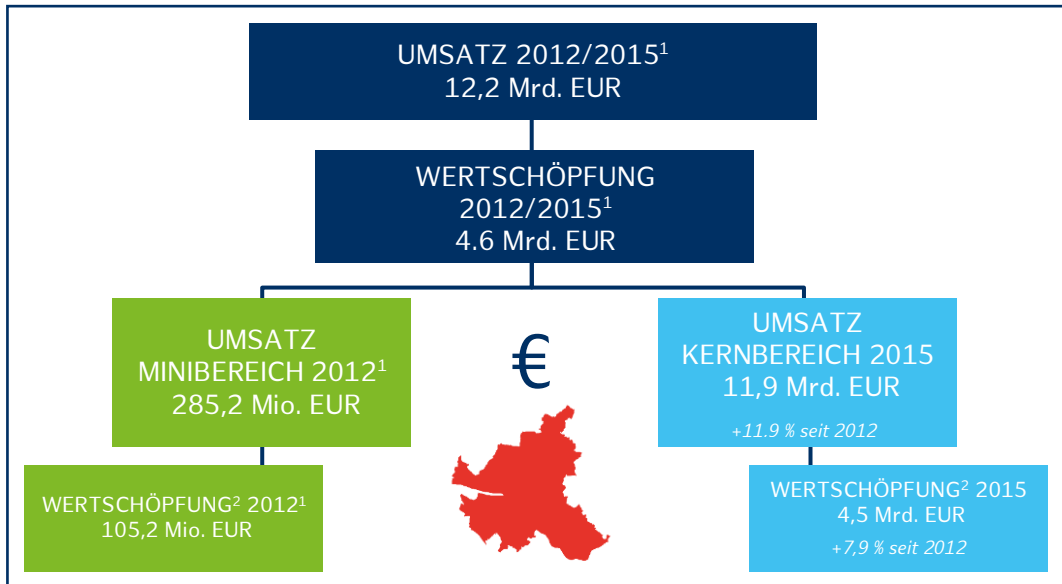 UMSATZ 2012/2015¹
12,2 Mrd. EUR
WERTSCHÖPFUNG
2012/2015¹
4.6 Mrd. EUR
UMSATZ
MINIBEREICH 2012¹
285,2 Mio. EUR
€
UMSATZ
KERNBEREICH 2015
11,9 Mrd. EUR
+11.9 % seit 2012
WERTSCHÖPFUNG² 2012¹
105,2 Mio. EUR
WERTSCHÖPFUNG² 2015
4,5 Mrd. EUR
+7,9 % seit 2012